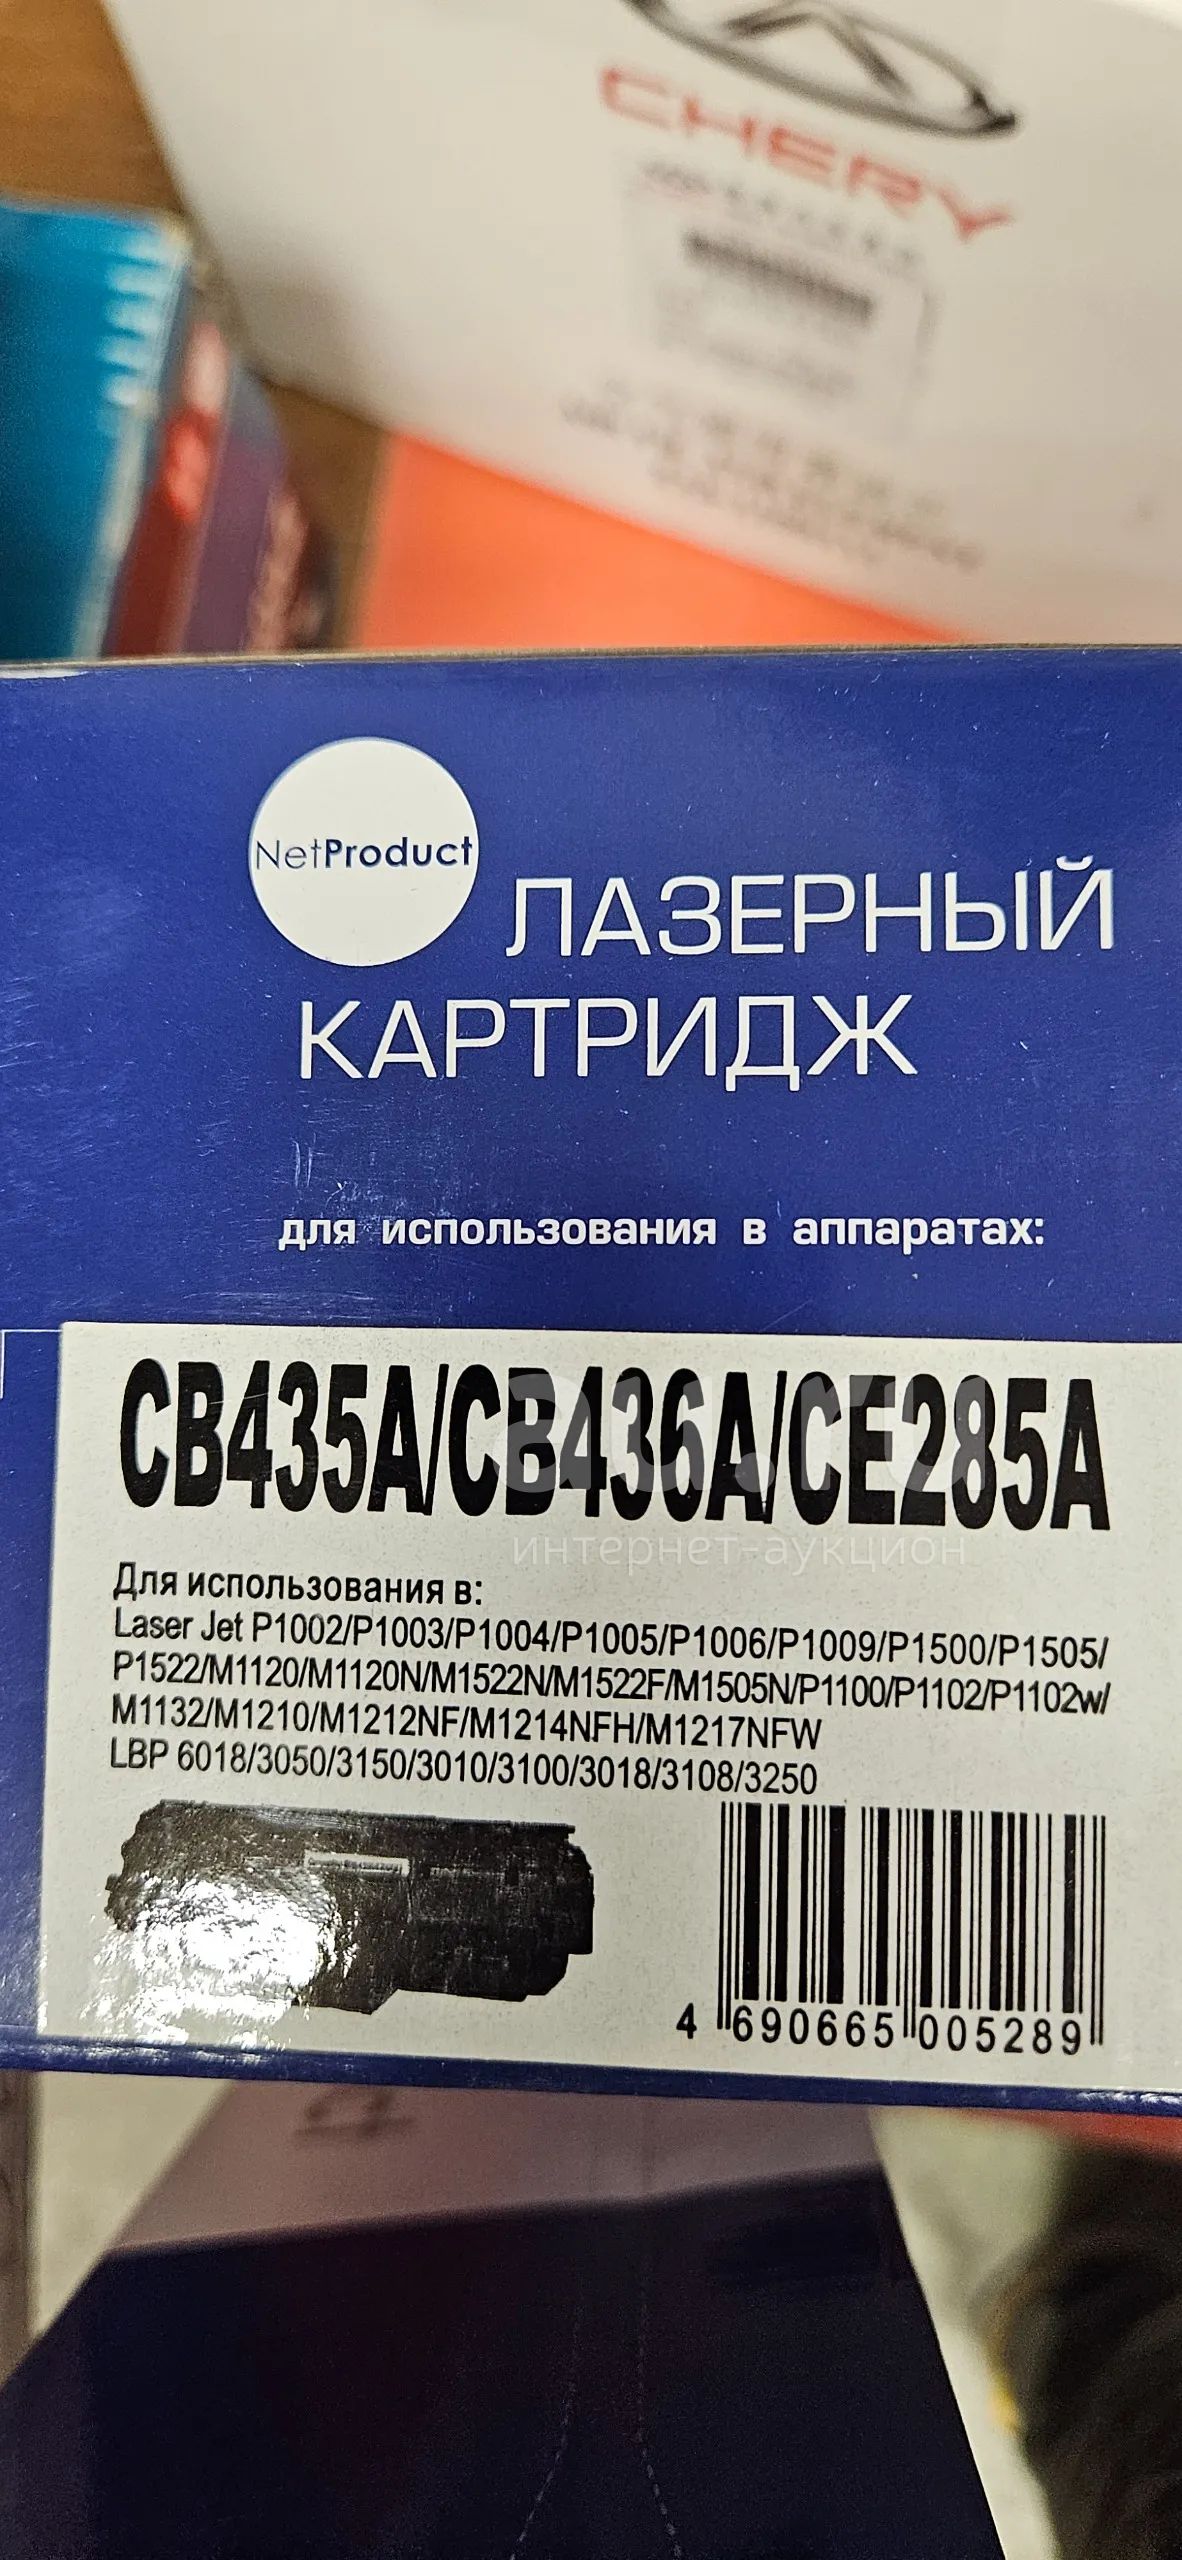 CHERY
NetProduct
ЛАЗЕРНЫЙ
КАРТРИДЖ
для использования в аппаратах:
CB435A/CB436A/CE285A
au.ru
интернет-аукцион
Для использования в:
Laser Jet P1002/P1003/P1004/P1005/P1006/P1009/P1500/P1505/
P1522/M1120/M1120N/M1522N/M1522F/M1505N/P1100/P1102/P1102w/
M1132/M1210/M1212NF/M1214NFH/M1217NFW
LBP 6018/3050/3150/3010/3100/3018/3108/3250
4 690665 005289